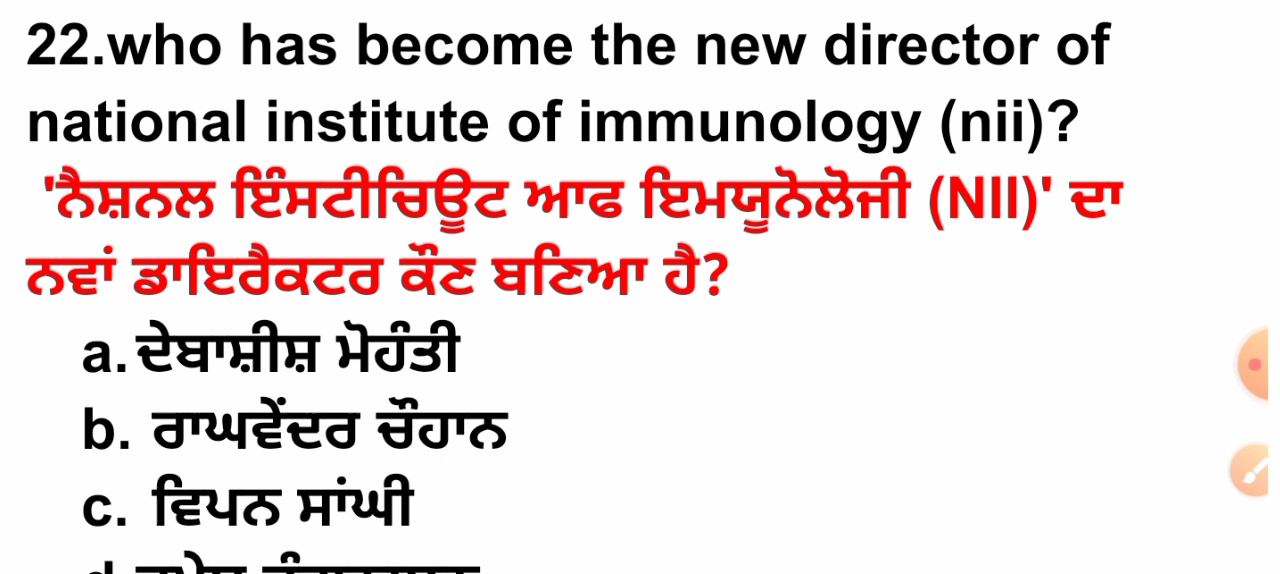 22.who has become the new director of
national institute of immunology (nii)?
'ਨੈਸ਼ਨਲ ਇੰਸਟੀਚਿਊਟ ਆਫ ਇਮਯੂਨੋਲੋਜੀ (NII)' ਦਾ
ਨਵਾਂ ਡਾਇਰੈਕਟਰ ਕੌਣ ਬਣਿਆ ਹੈ?
a.ਦੇਬਾਸ਼ੀਸ਼ ਮੋਹੰਤੀ
b. ਰਾਘਵੇਂਦਰ ਚੌਹਾਨ
c. ਵਿਪਨ ਸਾਂਘੀ